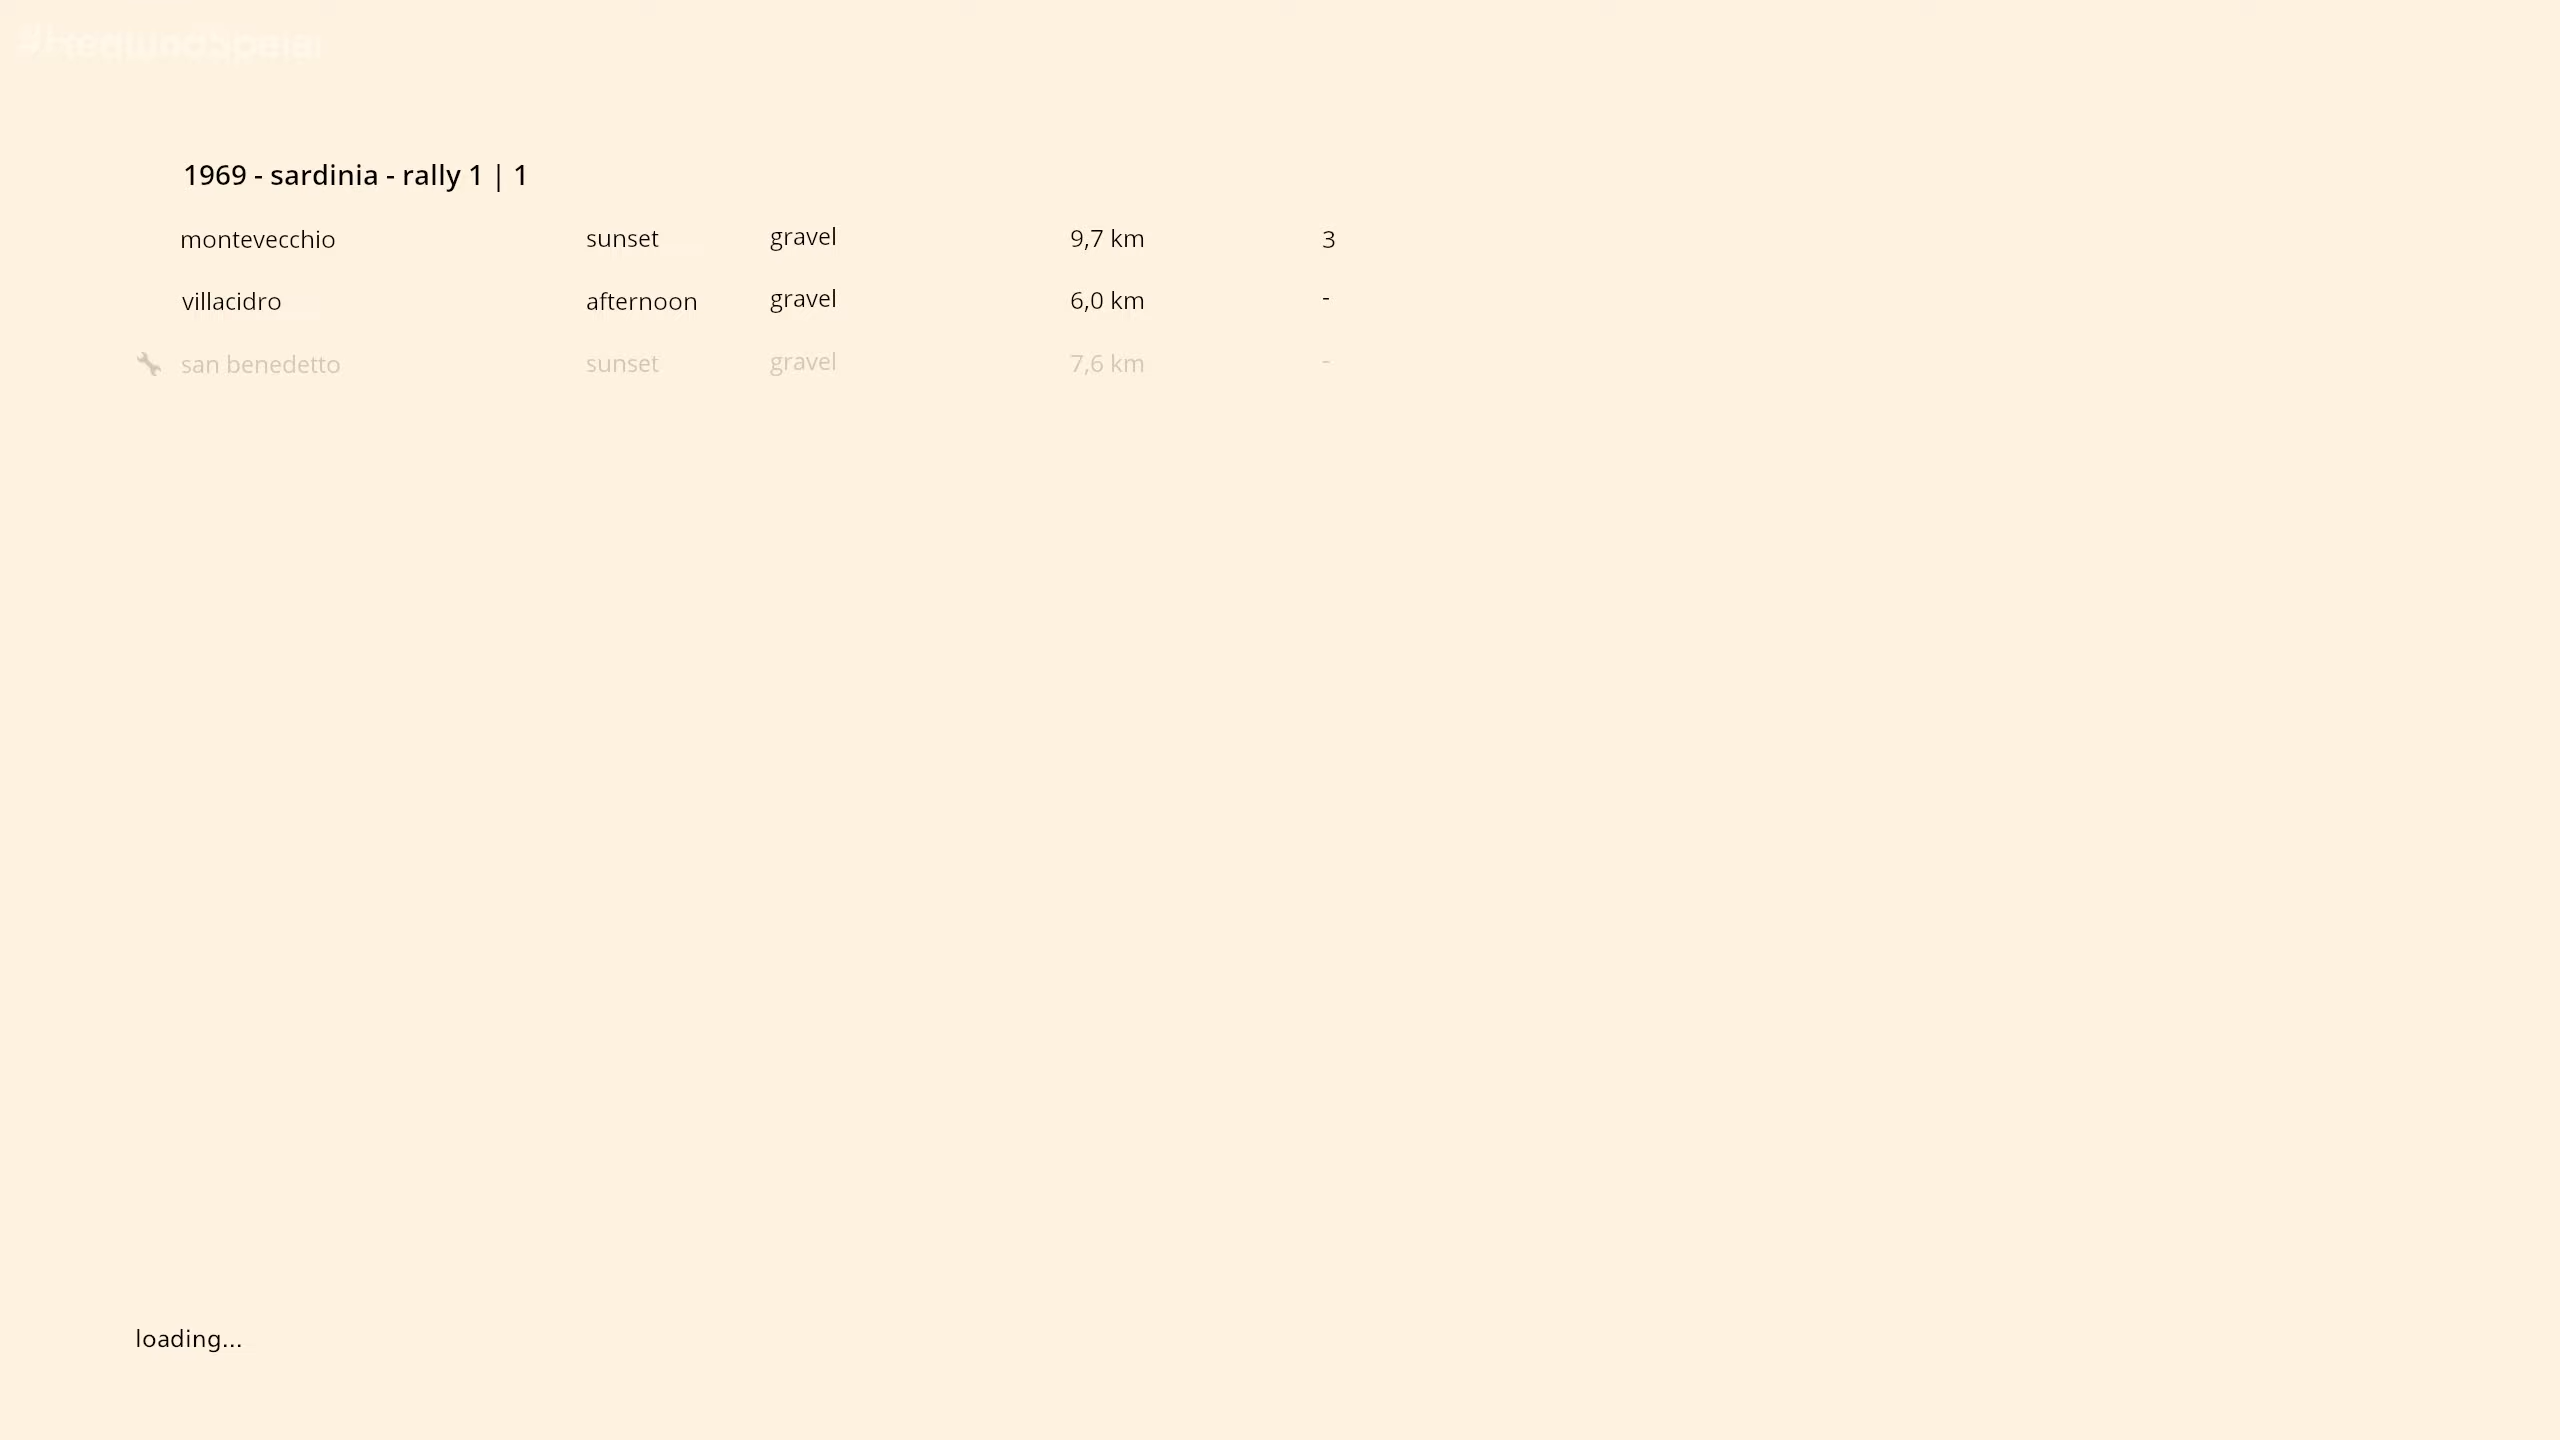 1969 - sardinia - rally 1 | 1
montevecchio sunset gravel 9,7 km 3
villacidro afternoon gravel 6,0 km -
san benedetto sunset gravel 7,6 km -
loading...